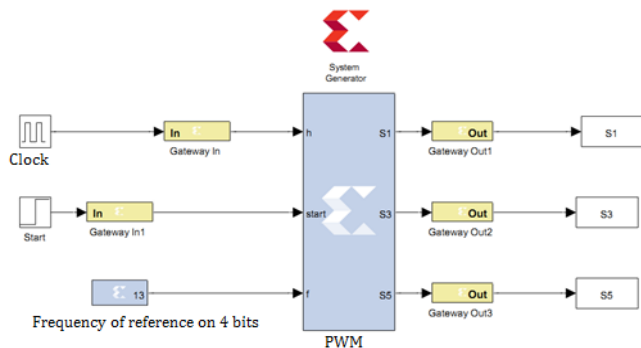 System
Generator
In
h
S1
Out
S1
Gateway In
Gateway Out1
Clock
In
start
S3
Out
S3
Start
Gateway In1
Gateway Out2
13
f
S5
Out
S5
Gateway Out3
Frequency of reference on 4 bits
PWM